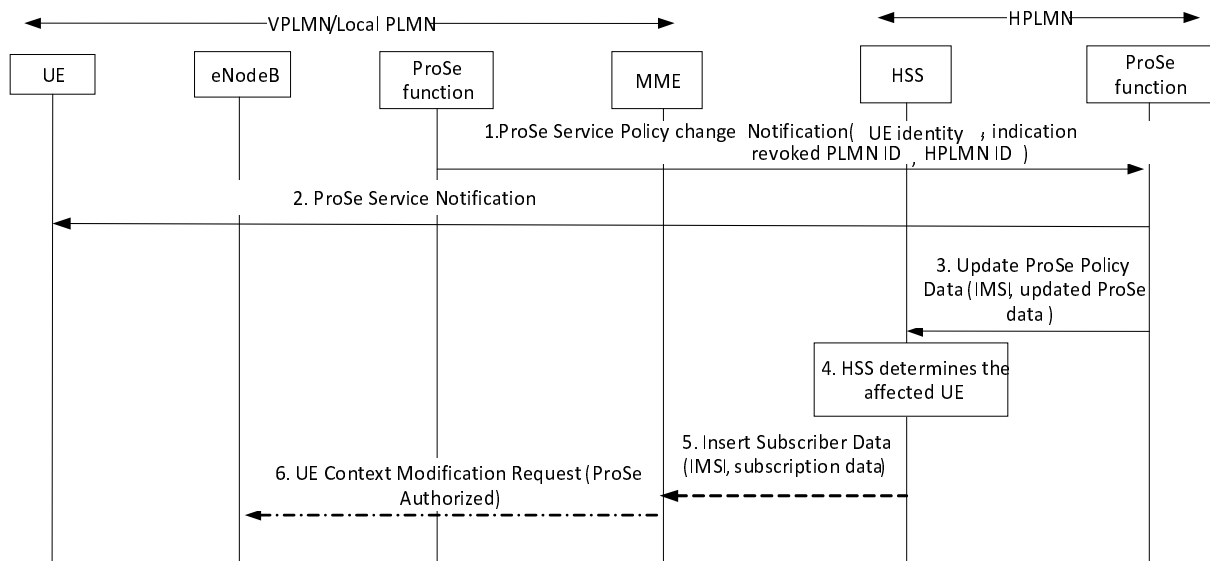 VPLMN/Local PLMN
HPLMN
UE
eNodeB
ProSe
function
MME
HSS
ProSe
function
1.ProSe Service Policy change Notification( UE identity , indication
revoked PLMN ID , HPLMN ID )
2. ProSe Service Notification
3. Update ProSe Policy
Data (IMSI, updated ProSe
data )
4. HSS determines the
affected UE
5. Insert Subscriber Data
(IMSI, subscription data)
6. UE Context Modification Request (ProSe
Authorized)